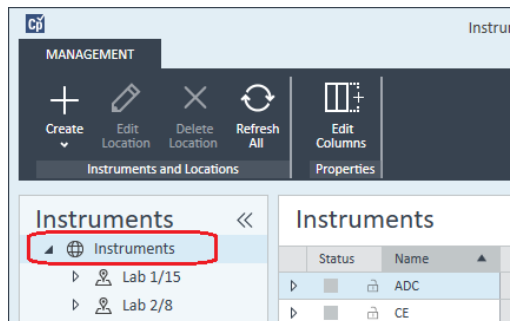 Cp
Instru
MANAGEMENT
Create Edit Location Delete Location Refresh All Edit Columns
Instruments and Locations Properties
Instruments
Instruments
Lab 1/15
Lab 2/8
Instruments
Status Name
ADC
CE